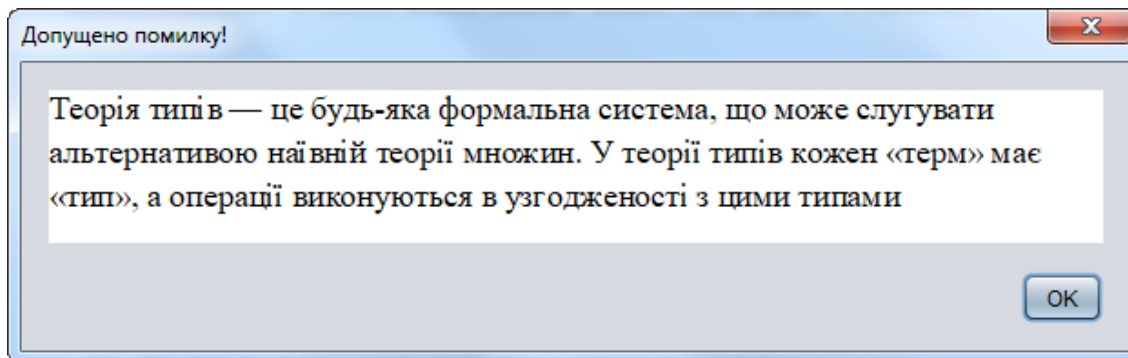 Допущено помилку!
Теорія типів — це будь-яка формальна система, що може слугувати
альтернативою наївній теорії множин. У теорії типів кожен «терм» має
«тип», а операції виконуються в узгодженості з цими типами
OK